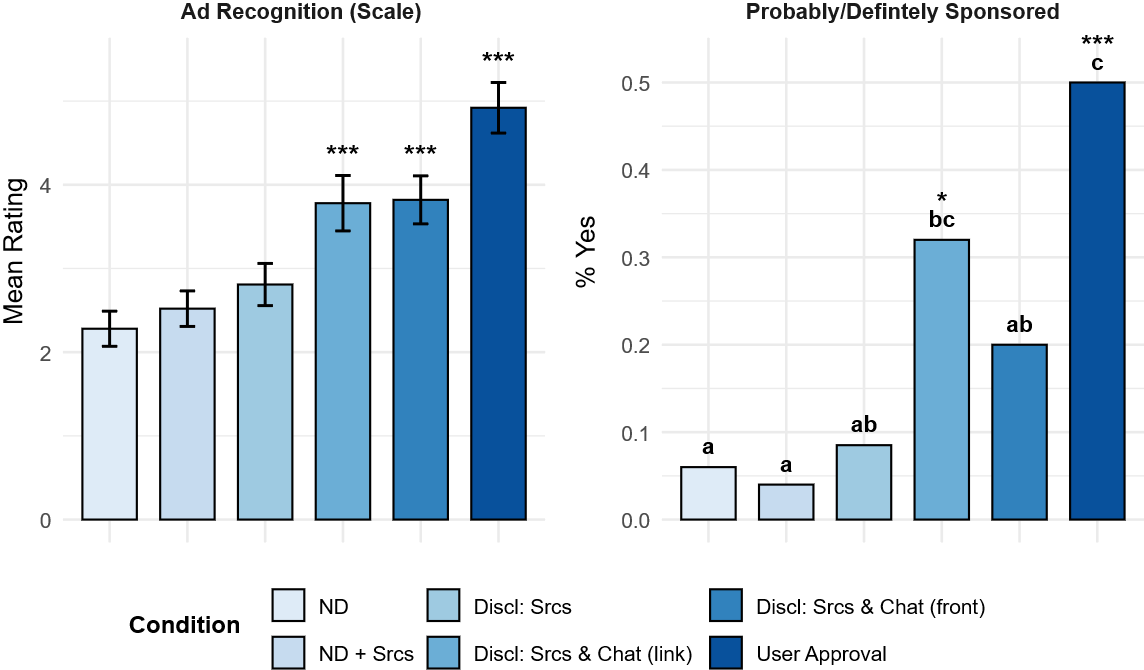 Ad Recognition (Scale)
Probably/Defintely Sponsored
Mean Rating
4
2
0
***
***
***
% Yes
0.5
0.4
0.3
0.2
0.1
0.0
a
a
ab
*
bc
ab
***
c
Condition
ND
Discl: Srcs
Discl: Srcs & Chat (front)
ND + Srcs
Discl: Srcs & Chat (link)
User Approval